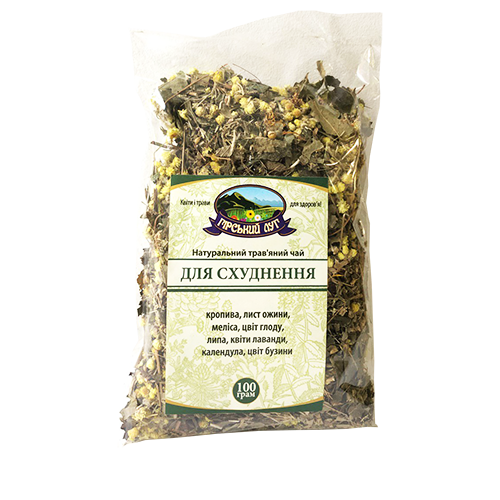 Квіти і трави
для здоров'я!
ГІРСЬКИЙ ЛУГ
Натуральний трав'яний чай
ДЛЯ СХУДНЕННЯ
кропива, лист ожини,
меліса, цвіт глоду,
липа, квіти лаванди,
календула, цвіт бузини
100
грам